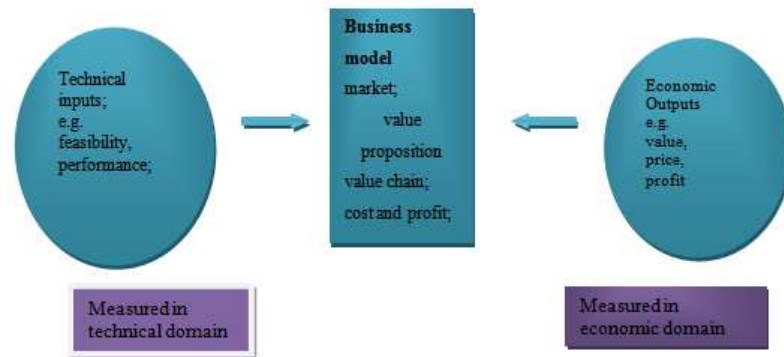 Technical
inputs;
e.g.
feasibility,
performance;
Business
model
market;
value
proposition
value chain;
cost and profit;
Economic
Outputs
e.g.
value,
price,
profit
Measured in
technical domain
Measured in
economic domain